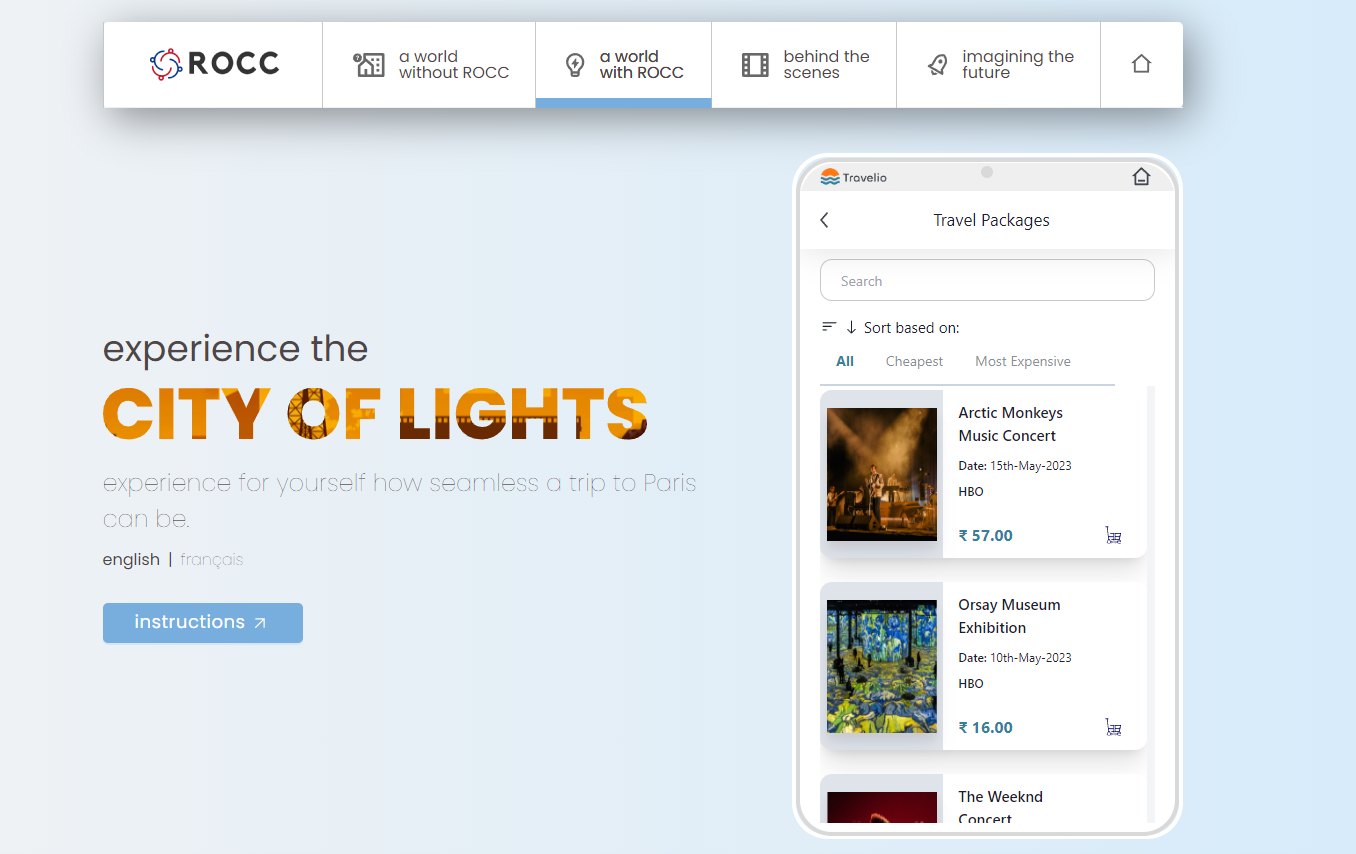 ROCC
a world
without ROCC
a world
with ROCC
behind the
scenes
imagining the
future
experience the
CITY OF LIGHTS
experience for yourself how seamless a trip to Paris
can be.
english | français
instructions
Travelio
Travel Packages
Search
Sort based on:
All Cheapest Most Expensive
Arctic Monkeys
Music Concert
Date: 15th-May-2023
HBO
₹ 57.00
Orsay Museum
Exhibition
Date: 10th-May-2023
HBO
₹ 16.00
The Weeknd
Concert